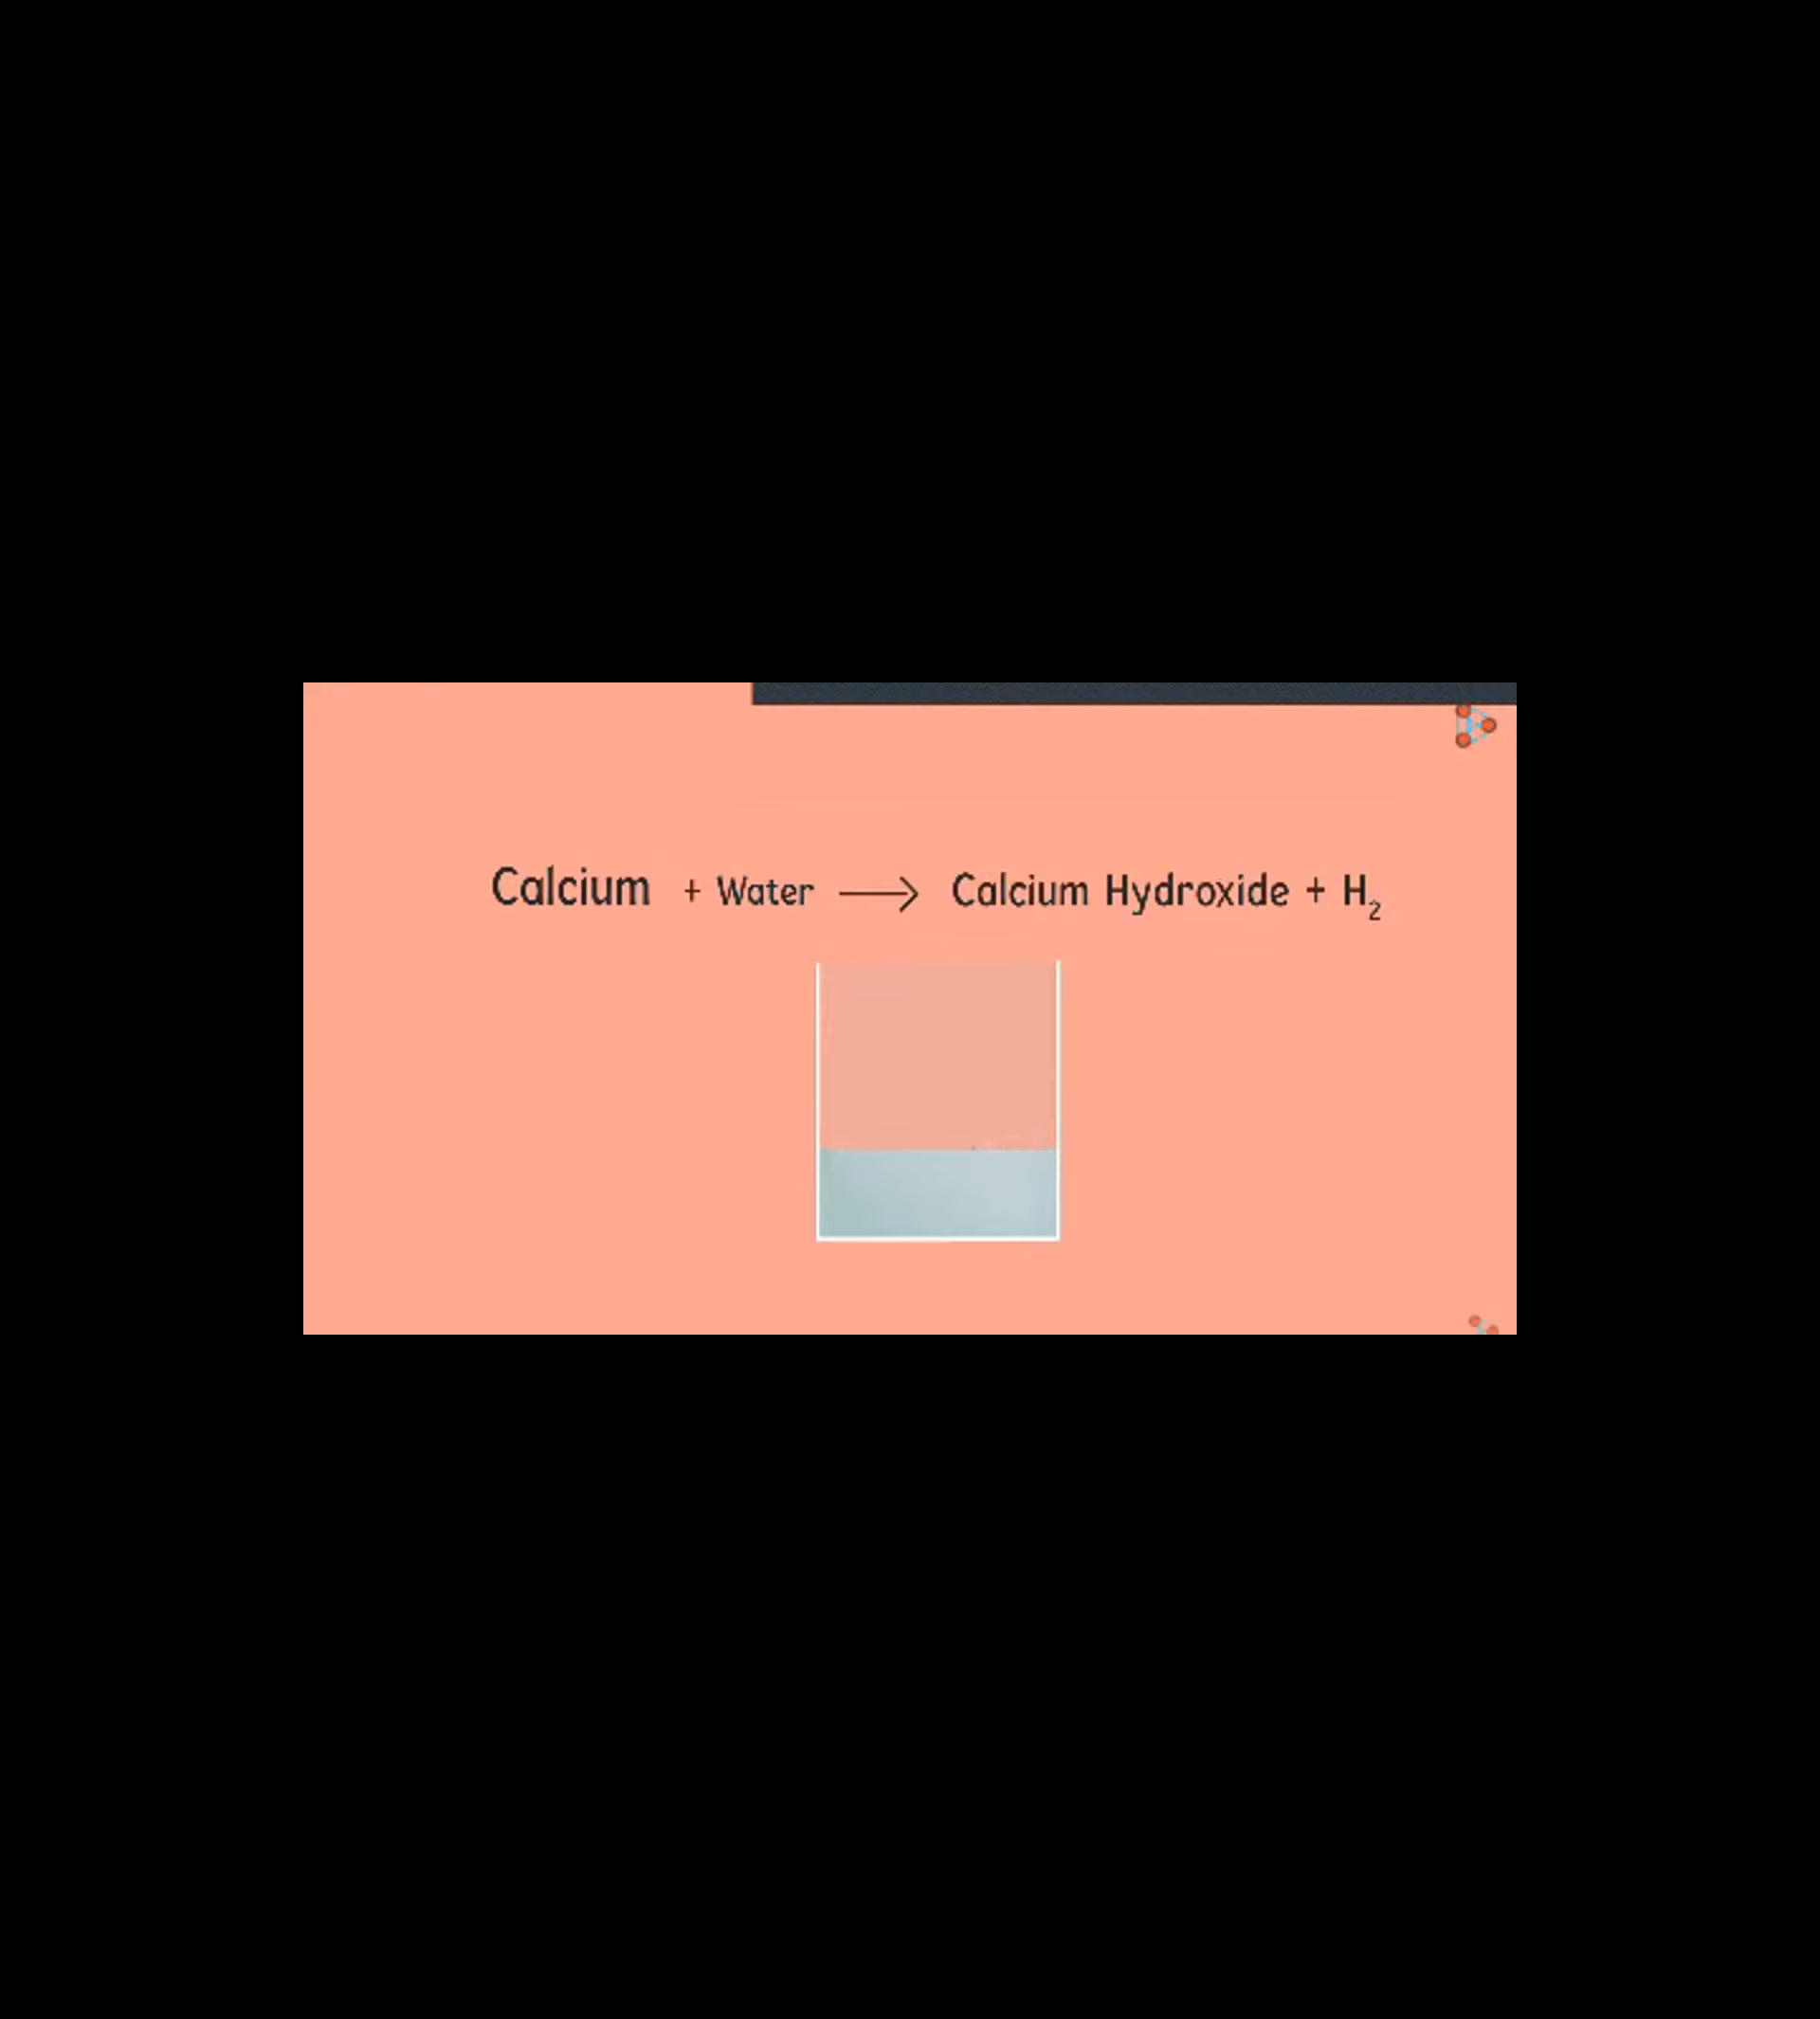 Calcium + Water ⟶ Calcium Hydroxide + H₂